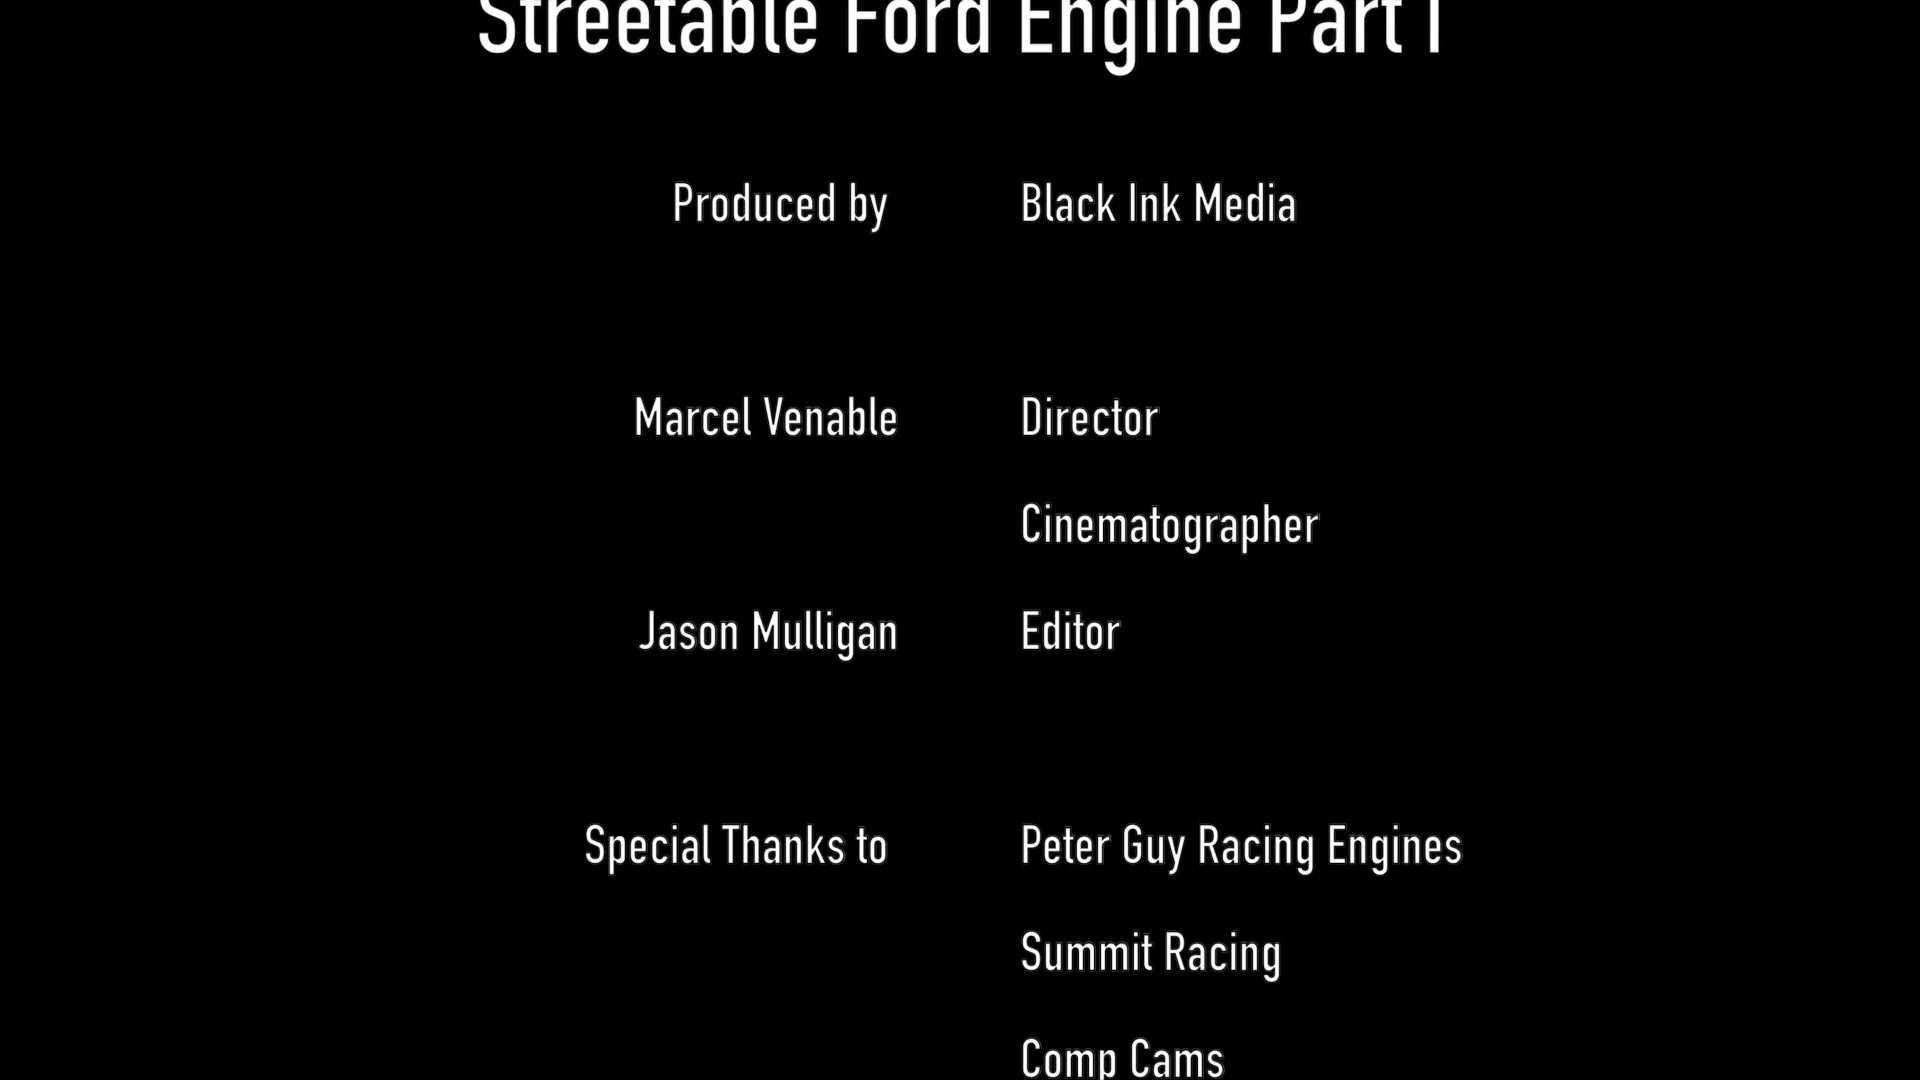 Streetable Ford Engine Part 1
Produced by Black Ink Media
Marcel Venable Director
Cinematographer
Jason Mulligan Editor
Special Thanks to Peter Guy Racing Engines
Summit Racing
Comp Cams